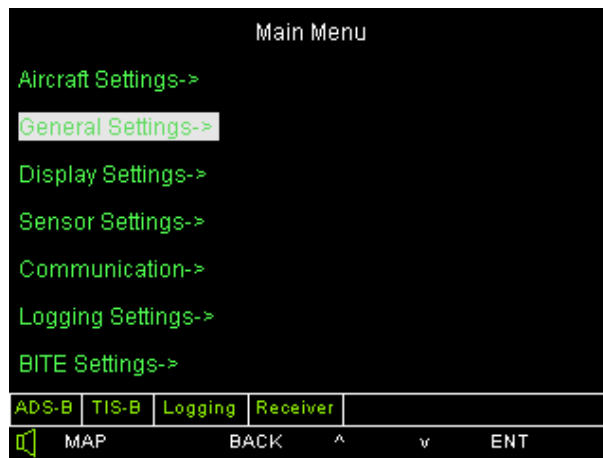 Main Menu
Aircraft Settings->
General Settings->
Display Settings->
Sensor Settings->
Communication->
Logging Settings->
BITE Settings->
ADS-B TIS-B Logging Receiver
MAP BACK ^ v ENT